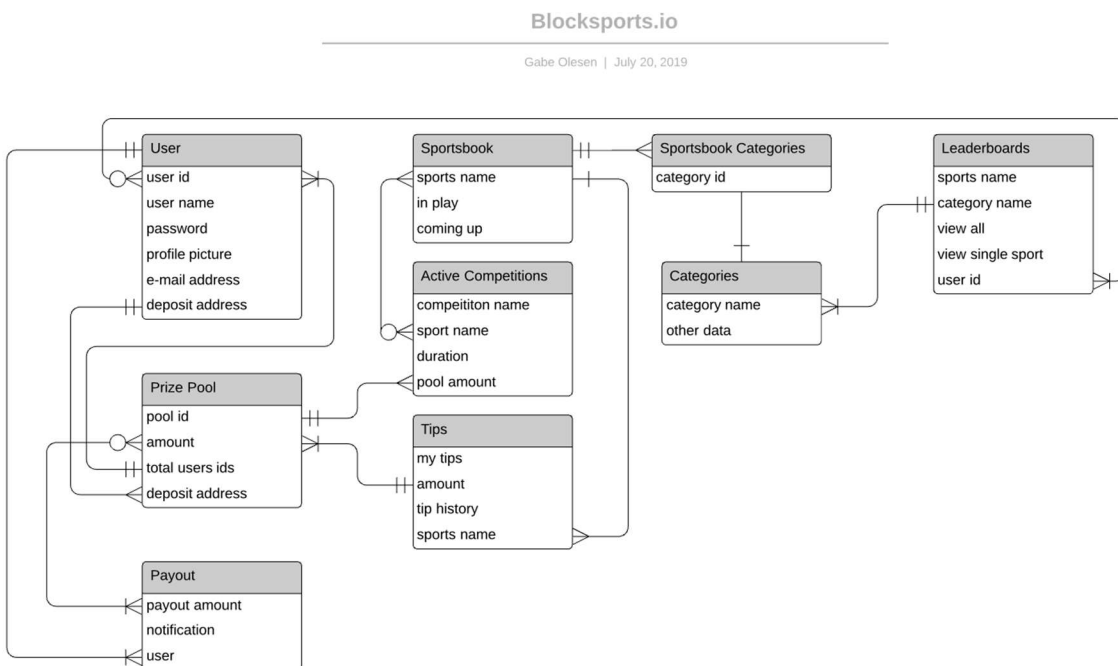 Blocksports.io
Gabe Olesen | July 20, 2019
User
user id
user name
password
profile picture
e-mail address
deposit address
Prize Pool
pool id
amount
total users ids
deposit address
Payout
payout amount
notification
user
Sportsbook
sports name
in play
coming up
Active Competitions
compeititon name
sport name
duration
pool amount
Tips
my tips
amount
tip history
sports name
Sportsbook Categories
category id
Categories
category name
other data
Leaderboards
sports name
category name
view all
view single sport
user id